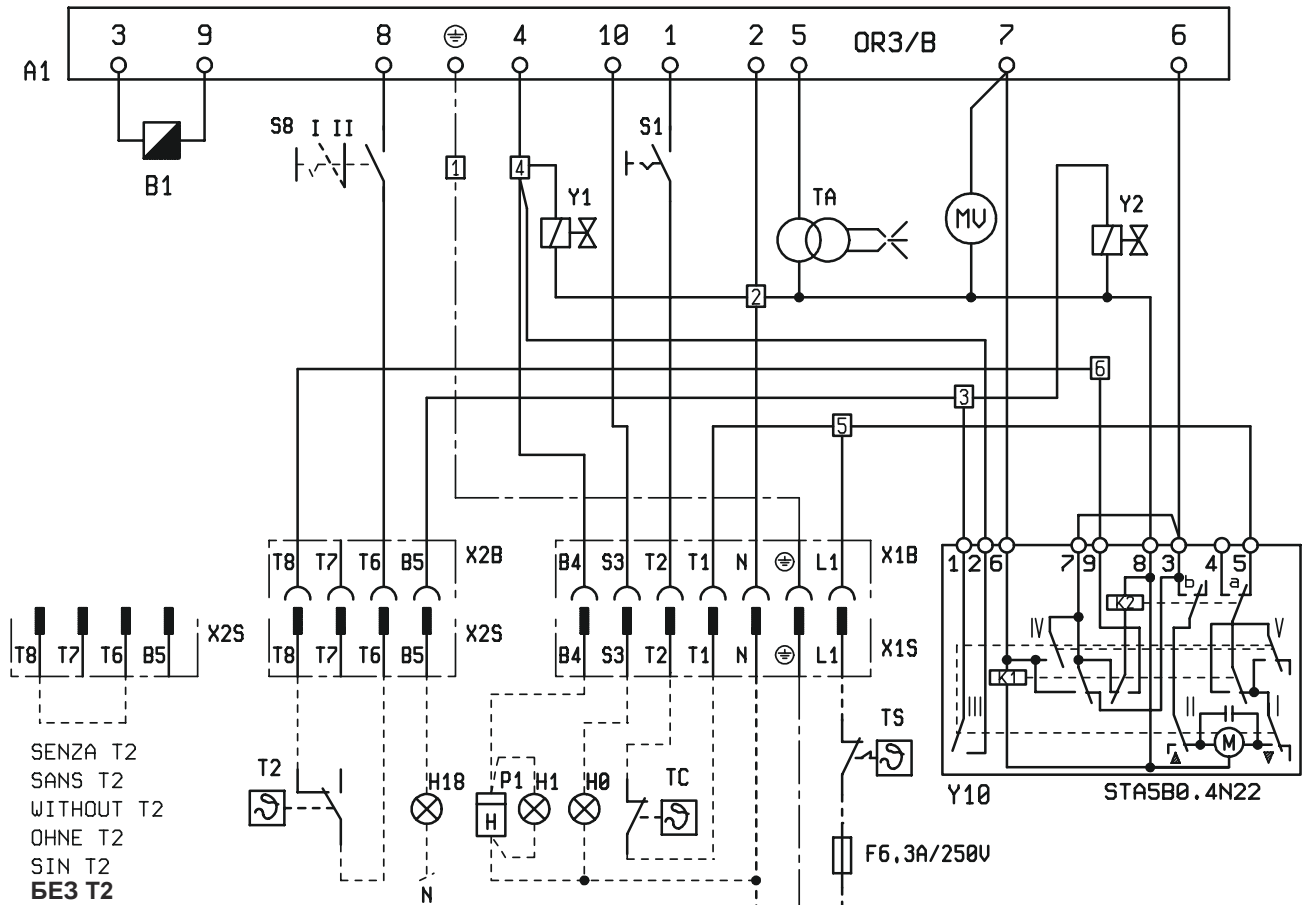 3 9 8 4 10 1 2 5 OR3/B 7 6
A1
S8 I II
S1
1
4
B1
Y1
TA
MV
Y2
2
6
3
5
T8 T7 T6 B5 X2B
B4 S3 T2 T1 N L1 X1B
1 2 6 7 9 8 3 4 5
b a
K2
X2S
T8 T7 T6 B5
X2S
T8 T7 T6 B5
X1S
B4 S3 T2 T1 N L1
IV V
K1
III II I
M
SENZA T2
SANS T2
WITHOUT T2
OHNE T2
SIN T2
БЕЗ T2
T2
H18
N
P1 H1 H0
H
TC
TS
F6,3A/250V
Y10
STA5B0.4N22